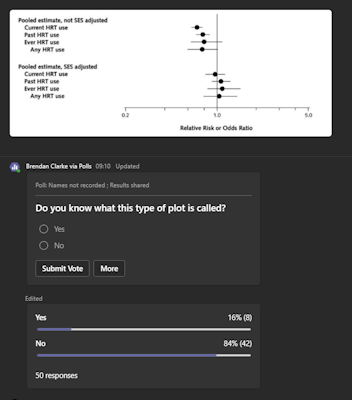 Pooled estimate, not SES adjusted
Current HRT use
Past HRT use
Ever HRT use
Any HRT use
Pooled estimate, SES adjusted
Current HRT use
Past HRT use
Ever HRT use
Any HRT use
0.2 1.0 5.0
Relative Risk or Odds Ratio
Brendan Clarke via Polls 09:10 Updated
Poll: Names not recorded ; Results shared
Do you know what this type of plot is called?
Yes
No
Submit Vote More
Edited
Yes 16% (8)
No 84% (42)
50 responses